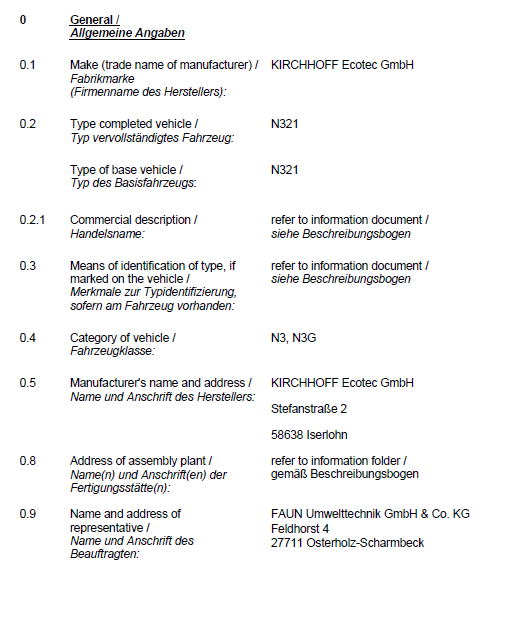 0 General /
Allgemeine Angaben
0.1 Make (trade name of manufacturer) / KIRCHHOFF Ecotec GmbH
Fabrikmarke
(Firmenname des Herstellers):
0.2 Type completed vehicle / N321
Typ vervollständigtes Fahrzeug:
Type of base vehicle / N321
Typ des Basisfahrzeugs:
0.2.1 Commercial description / refer to information document /
Handelsname: siehe Beschreibungsbogen
0.3 Means of identification of type, if refer to information document /
marked on the vehicle / siehe Beschreibungsbogen
Merkmale zur Typidentifizierung,
sofern am Fahrzeug vorhanden:
0.4 Category of vehicle / N3, N3G
Fahrzeugklasse:
0.5 Manufacturer's name and address / KIRCHHOFF Ecotec GmbH
Name und Anschrift des Herstellers:
Stefanstraße 2
58638 Iserlohn
0.8 Address of assembly plant / refer to information folder /
Name(n) und Anschrift(en) der gemäß Beschreibungsbogen
Fertigungsstätte(n):
0.9 Name and address of FAUN Umwelttechnik GmbH & Co. KG
representative / Feldhorst 4
Name und Anschrift des 27711 Osterholz-Scharmbeck
Beauftragten: